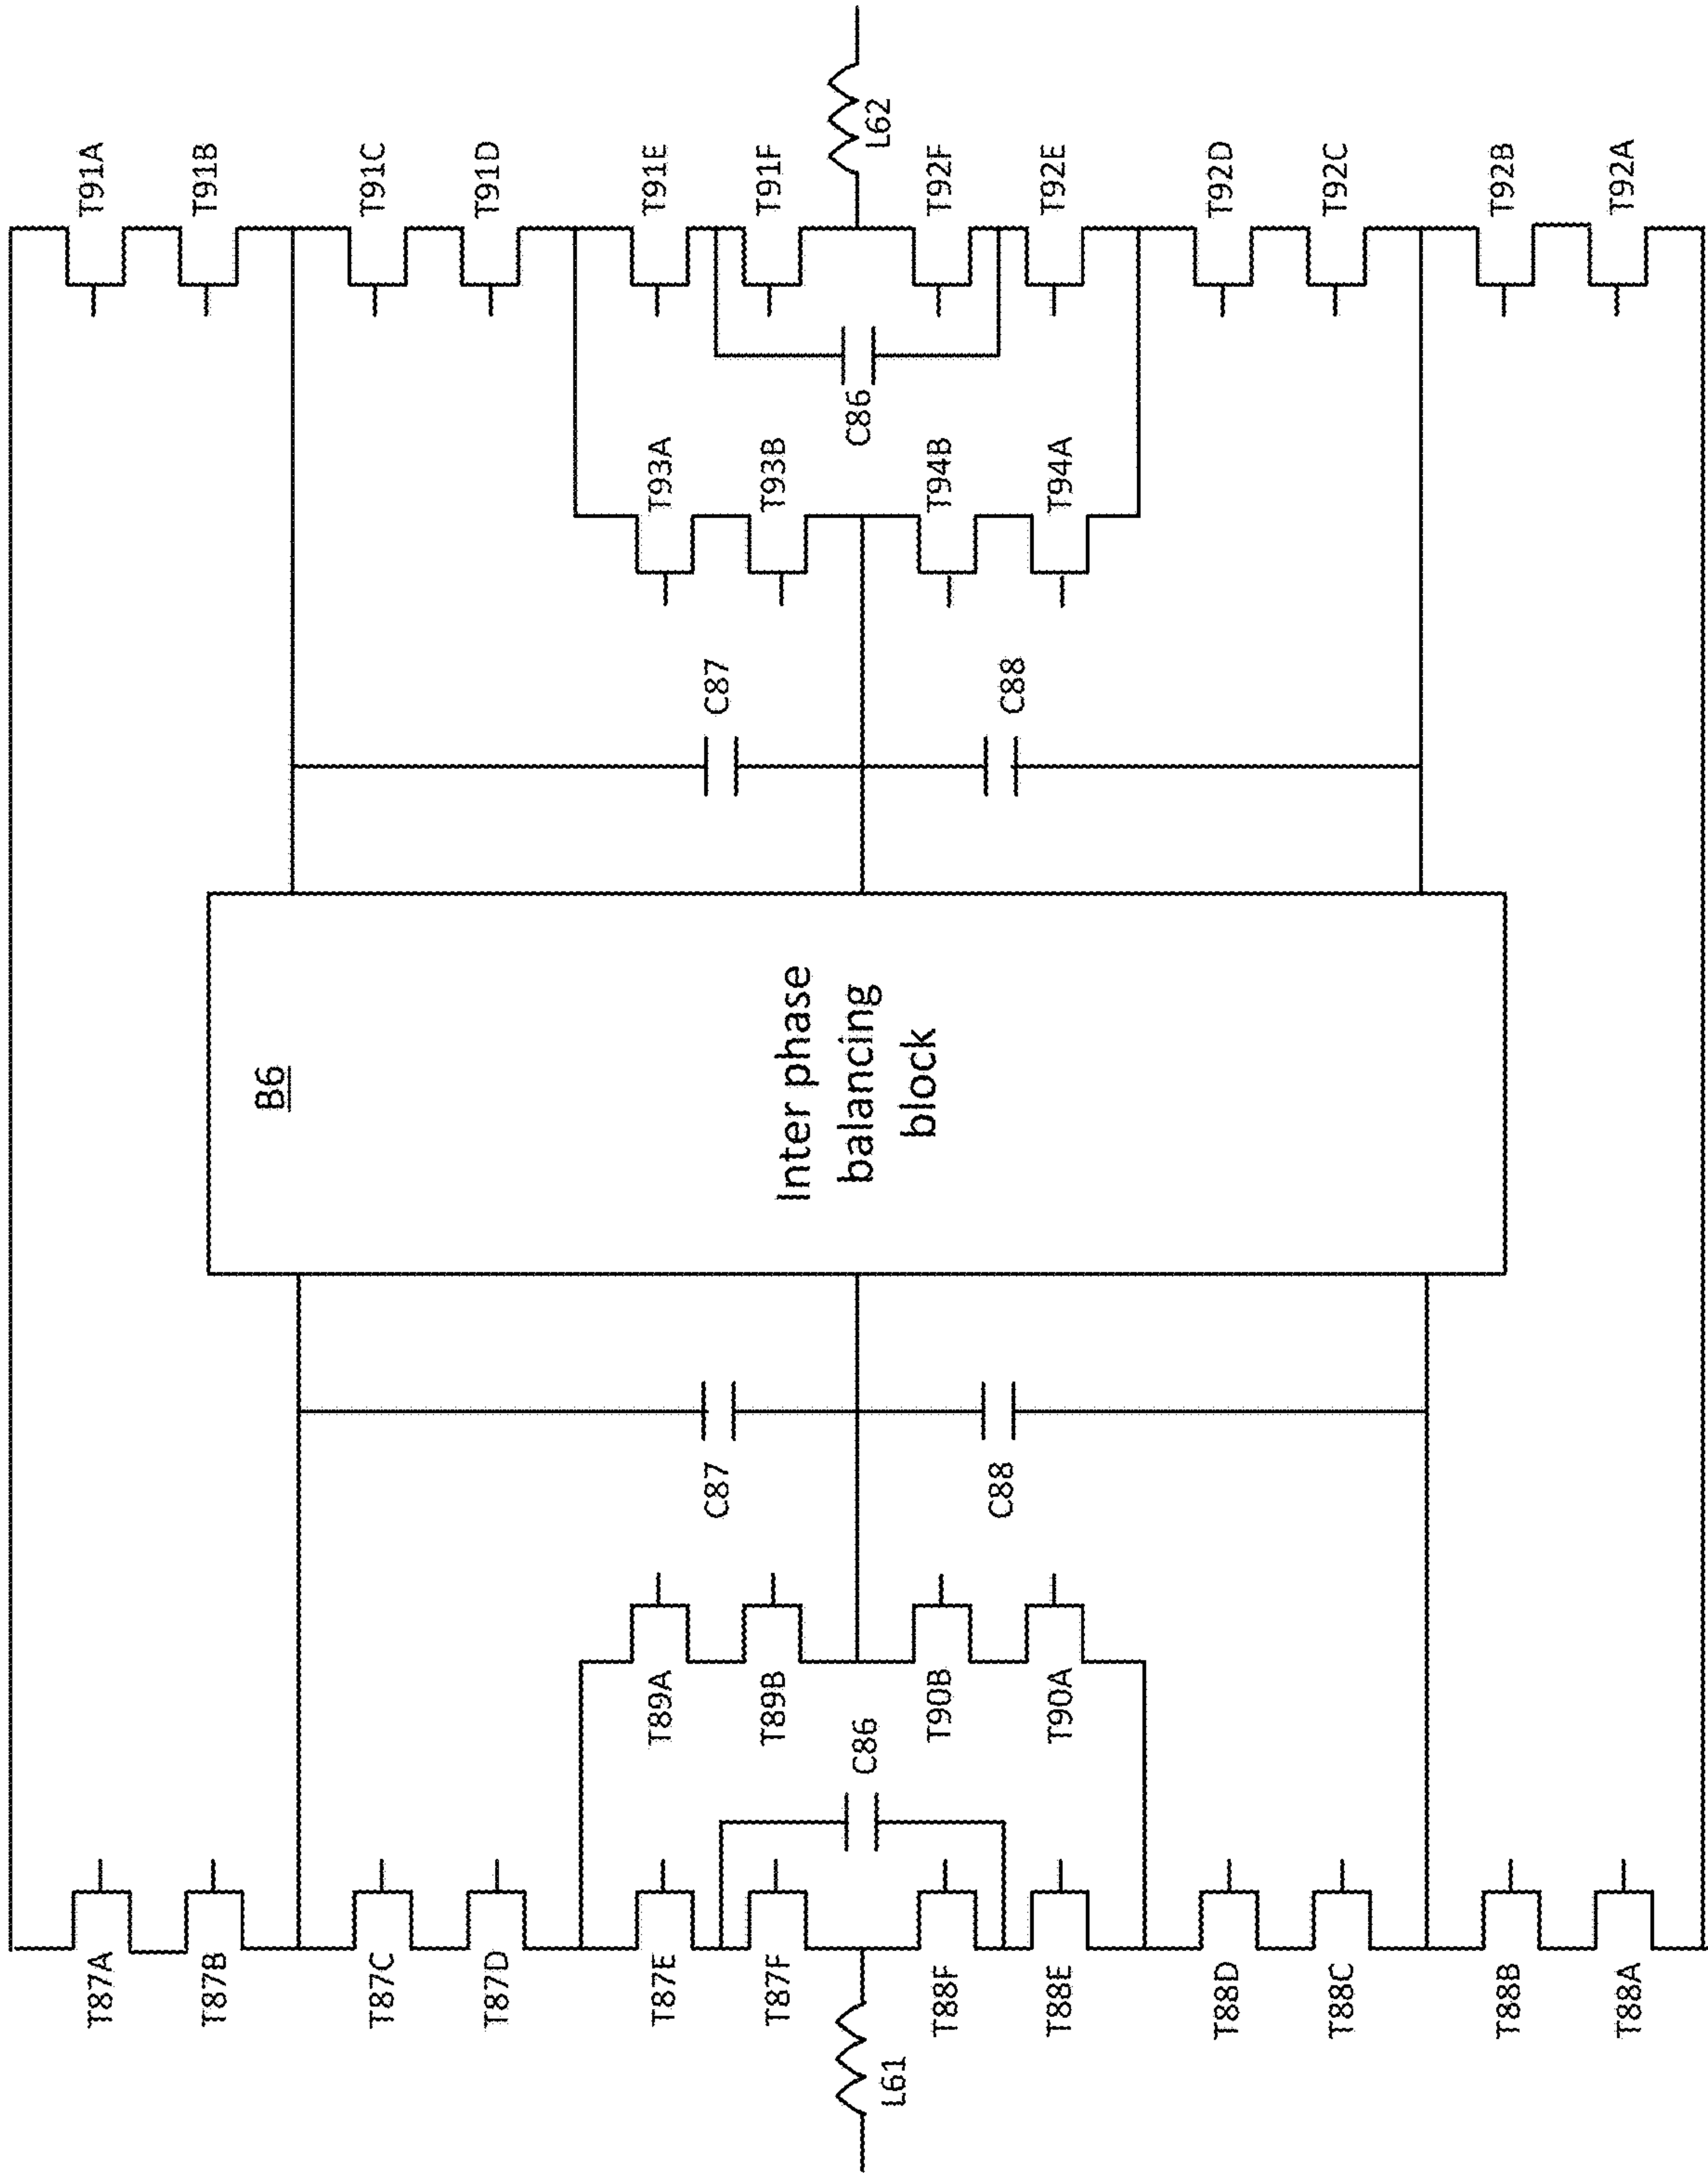 T87A
T87B
T87C
T87D
T87E
T87F
T88F
T88E
T88D
T88C
T88B
T88A
L61
C86
T89A
T89B
T90B
T90A
C87
C88
B6
Inter phase
balancing
block
C87
C88
T93A
T93B
T94B
T94A
C86
T91A
T91B
T91C
T91D
T91E
T91F
T92F
T92E
T92D
T92C
T92B
T92A
L62